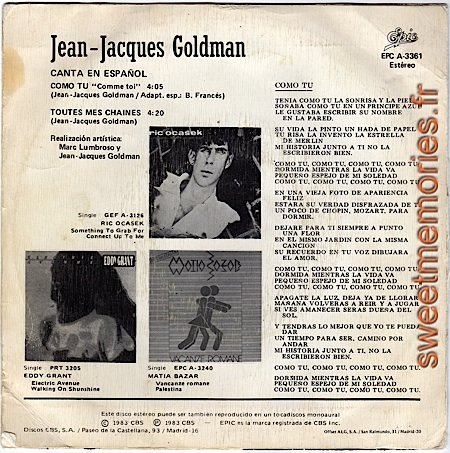 Jean-Jacques Goldman
Epic
EPC A-3361
Estéreo
CANTA EN ESPAÑOL
COMO TU "Comme toi" 4:05
(Jean-Jacques Goldman / Adapt. esp.: B. Francés)
TOUTES MES CHAINES 4:20
(Jean-Jacques Goldman)
Realización artística:
Marc Lumbroso y
Jean-Jacques Goldman
ric ocasek
Single GEF A-3126
RIC OCASEK
Something To Grab For
Connect Up To Me
EDDY GRANT
Single PRT 3205
EDDY GRANT
Electric Avenue
Walking On Shunshine
VACANZE ROMANE
Single EPC A-3240
MATIA BAZAR
Vancante romane
Palestina
COMO TU
TENIA COMO TU LA SONRISA Y LA PIEL
SONABA COMO TU EN UN PRINCIPE AZUL
LE GUSTABA ESCRIBIR SU NOMBRE
EN LA PARED.
SU VIDA LA PINTO UN HADA DE PAPEL
TU RISA LA INVENTO LA ESTRELLA
DE MERLIN
MI HISTORIA JUNTO A TI NO LA
ESCRIBIERON BIEN.
COMO TU, COMO TU, COMO TU, COMO TU
DORMIDA MIENTRAS LA VIDA VA
PEQUENO ESPEJO DE MI SOLEDAD
COMO TU, COMO TU, COMO TU, COMO TU.
EN UNA VIEJA FOTO DE APARIENCIA
FELIZ
ESTARA SU VERDAD DISFRAZADA DE TI
UN POCO DE CHOPIN, MOZART, PARA
DORMIR.
DEJARE PARA TI SIEMPRE A PUNTO
UNA FLOR
EN EL MISMO JARDIN CON LA MISMA
CANCION
SU RECUERDO EN TU VOZ DIBUJARA
EL AMOR.
COMO TU, COMO TU, COMO TU, COMO TU
DORMIDA MIENTRAS LA VIDA VA
PEQUENO ESPEJO DE MI SOLEDAD
COMO TU, COMO TU, COMO TU, COMO TU.
APAGATE LA LUZ, DEJA YA DE LLORAR
MANANA VOLVERAS A REIR Y A JUGAR
SI VES AMANECER SERAS DUENA DEL
SOL.
Y TENDRAS LO MEJOR QUE YO TE PUEDA
DAR
UN TIEMPO PARA SER, CAMINO POR
ANDAR
MI HISTORIA JUNTO A TI, NO LA
ESCRIBIERON BIEN.
COMO TU, COMO TU, COMO TU, COMO TU
DORMIDA MIENTRAS LA VIDA VA
PEQUENO ESPEJO DE MI SOLEDAD
COMO TU, COMO TU, COMO TU, COMO TU.
sweetmemories.fr
Este disco estéreo puede ser también reproducido en un tocadiscos monoaural
© 1983 CBS ℗ 1983 CBS - EPIC es la marca registrada de CBS Inc.
Discos CBS, S.A. / Paseo de la Castellana, 93 / Madrid-16
Offset ALG, S.A. / San Raimundo, 31 / Madrid-20